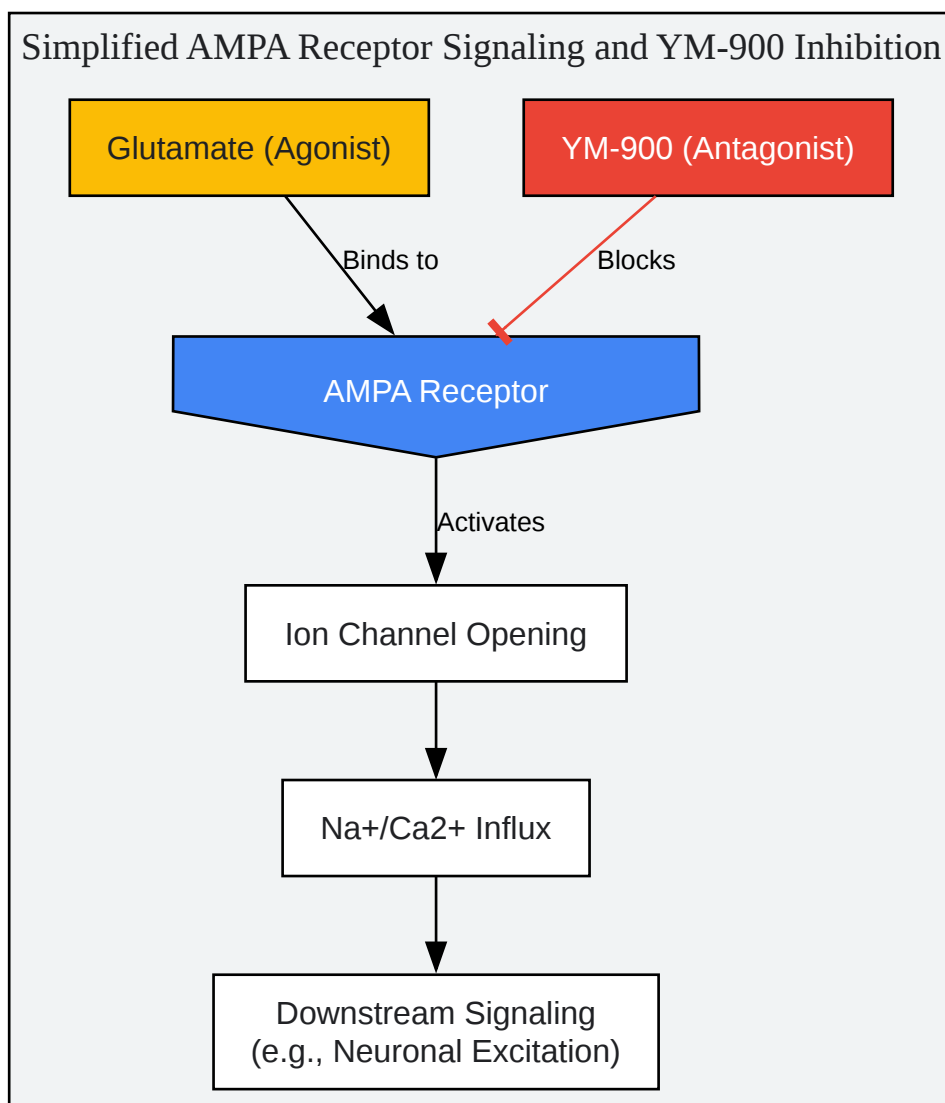 Simplified AMPA Receptor Signaling and YM-900 Inhibition
Glutamate (Agonist)
YM-900 (Antagonist)
Binds to
Blocks
AMPA Receptor
Activates
Ion Channel Opening
Na+/Ca2+ Influx
Downstream Signaling
(e.g., Neuronal Excitation)